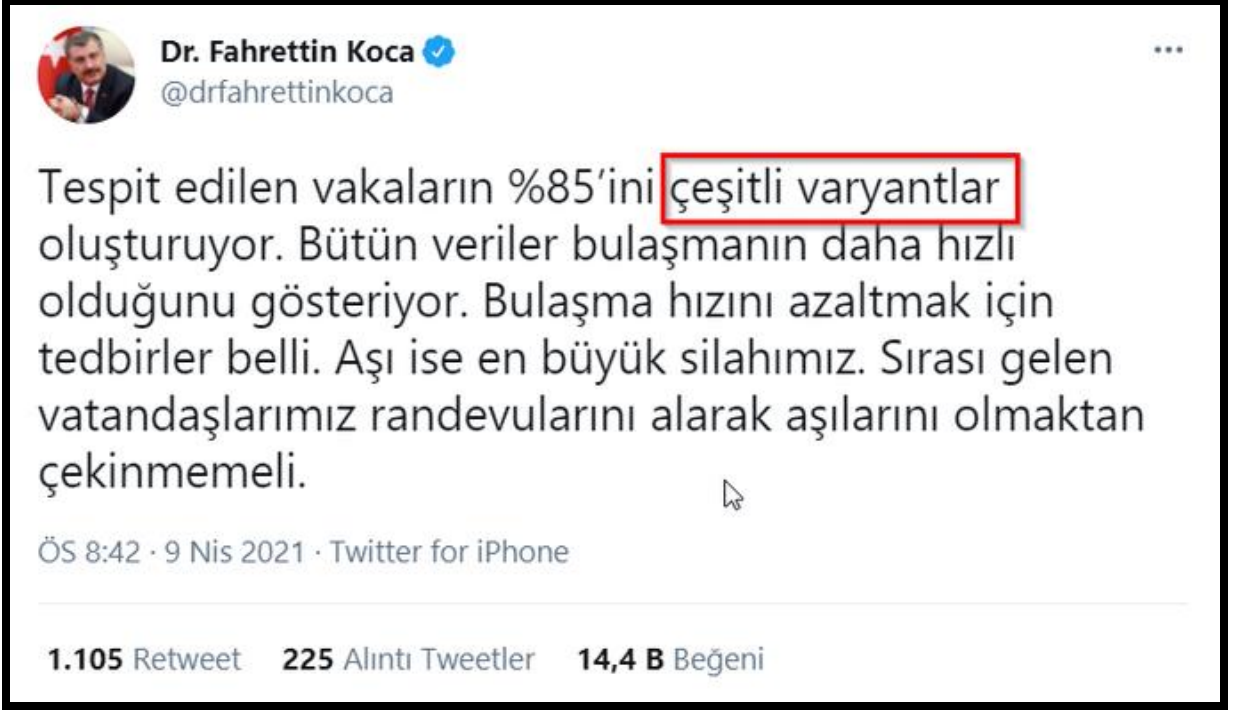 Dr. Fahrettin Koca
@drfahrettinkoca
Tespit edilen vakaların %85’ini çeşitli varyantlar
oluşturuyor. Bütün veriler bulaşmanın daha hızlı
olduğunu gösteriyor. Bulaşma hızını azaltmak için
tedbirler belli. Aşı ise en büyük silahımız. Sırası gelen
vatandaşlarımız randevularını alarak aşılarını olmaktan
çekinmemeli.
ÖS 8:42 · 9 Nis 2021 · Twitter for iPhone
1.105 Retweet 225 Alıntı Tweetler 14,4 B Beğeni